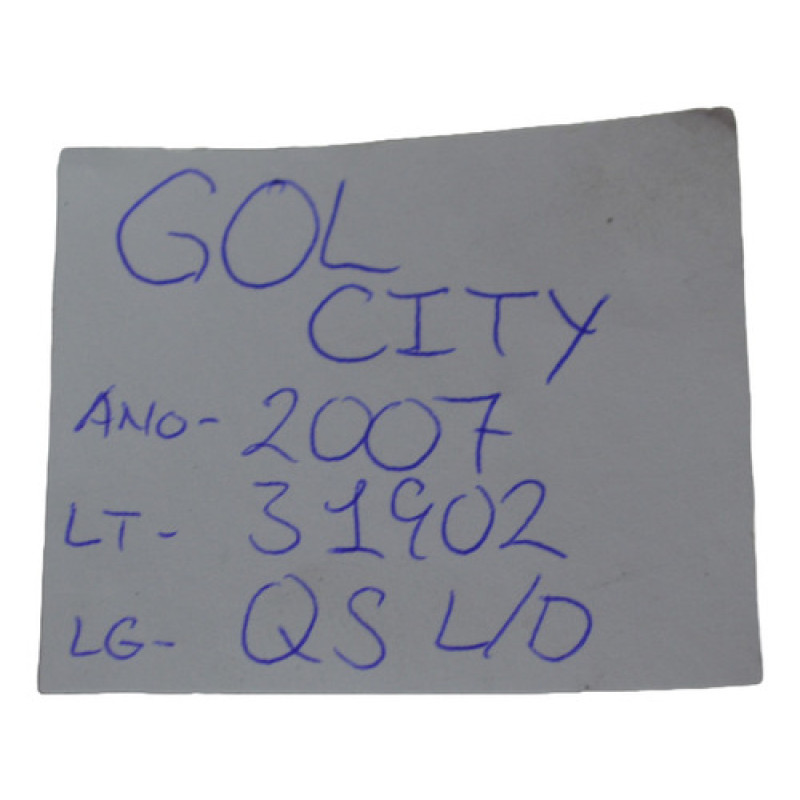 GOL
CITY
ANO- 2007
LT- 31902
LG- QS L/D